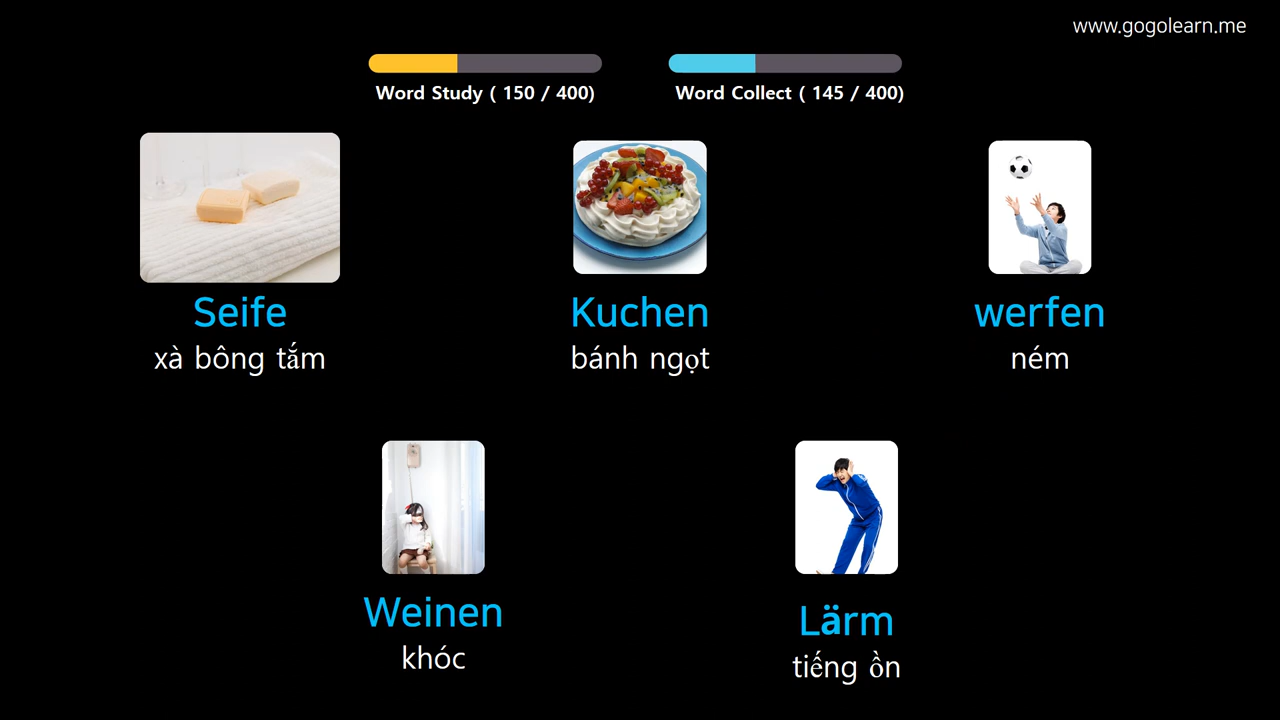 www.gogolearn.me
Word Study ( 150 / 400)
Word Collect ( 145 / 400)
Seife
xà bông tắm
Kuchen
bánh ngọt
werfen
ném
Weinen
khóc
Lärm
tiếng ồn